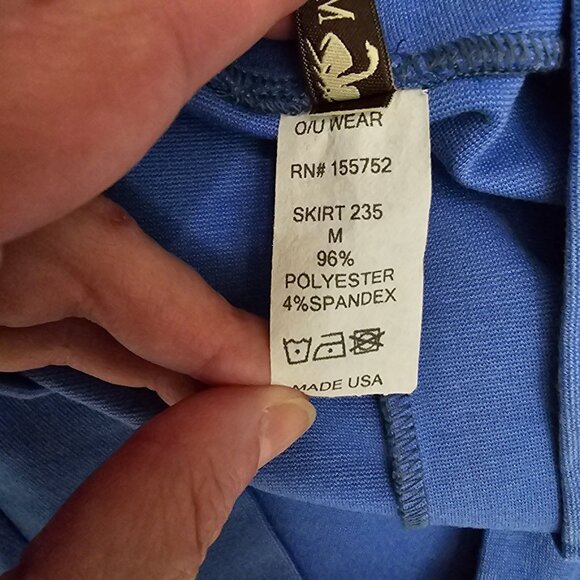 M
O/U WEAR
RN# 155752
SKIRT 235
M
96%
POLYESTER
4%SPANDEX
MADE USA